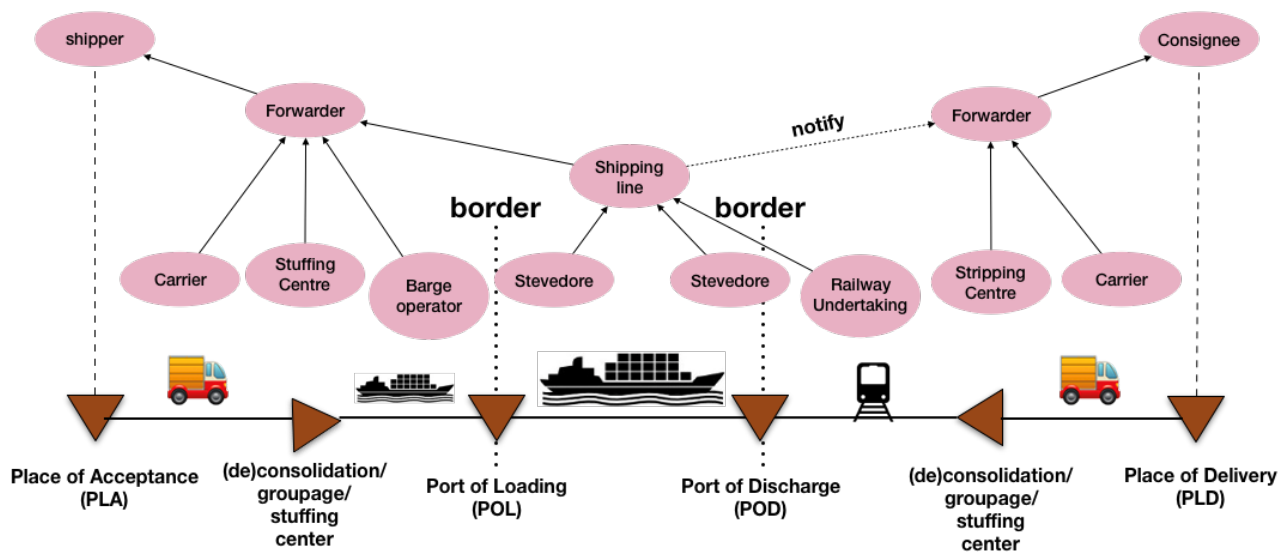 shipper
Consignee
Forwarder
Forwarder
notify
Shipping
line
border
border
Carrier
Stuffing
Centre
Barge
operator
Stevedore
Stevedore
Railway
Undertaking
Stripping
Centre
Carrier
Place of Acceptance
(PLA)
(de)consolidation/
groupage/
stuffing
center
Port of Loading
(POL)
Port of Discharge
(POD)
(de)consolidation/
groupage/
stuffing
center
Place of Delivery
(PLD)